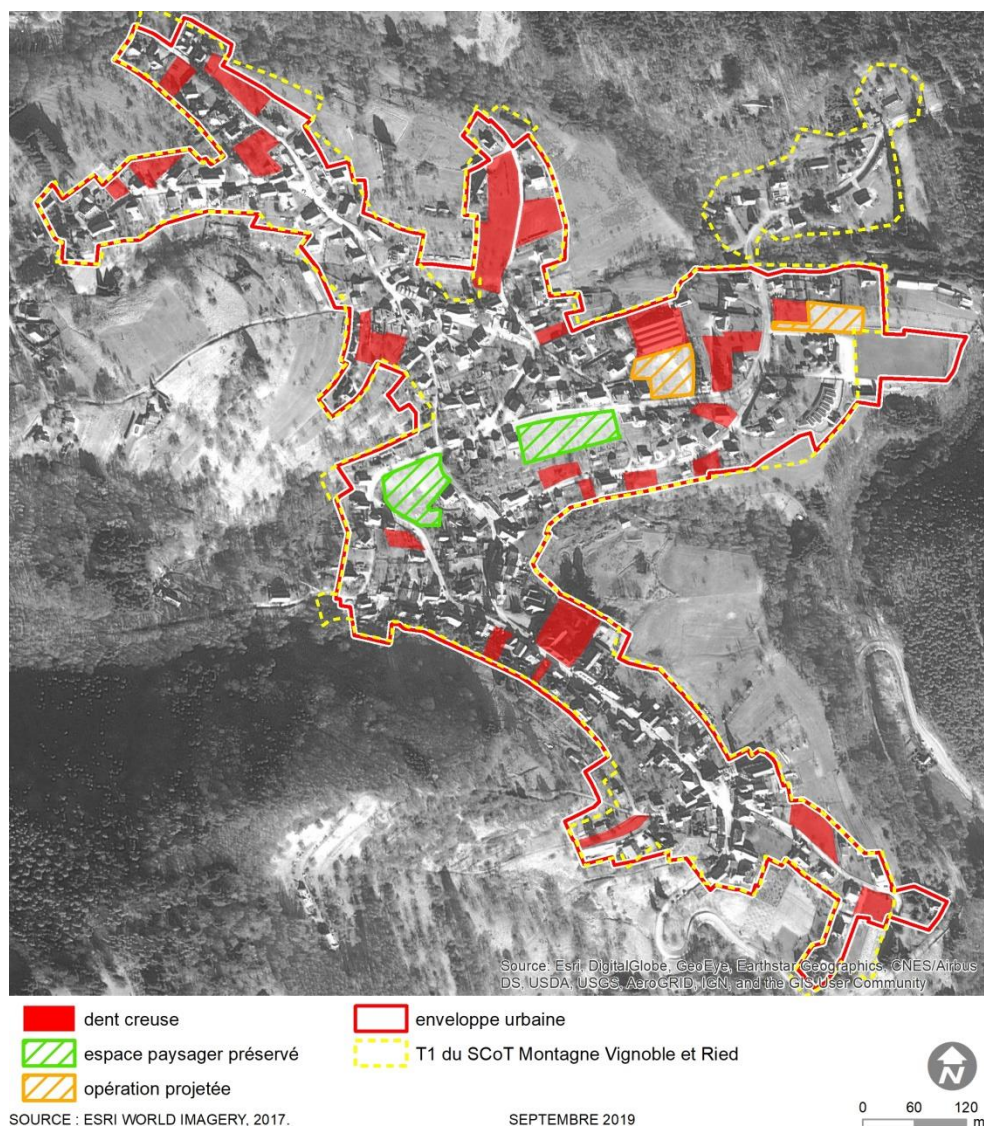 Source: Esri, DigitalGlobe, GeoEye, Earthstar Geographics, CNES/Airbus
DS, USDA, USGS, AeroGRID, IGN, and the GIS User Community
dent creuse
enveloppe urbaine
espace paysager préservé
T1 du SCoT Montagne Vignoble et Ried
opération projetée
N
SOURCE : ESRI WORLD IMAGERY, 2017.
SEPTEMBRE 2019
0 60 120
m